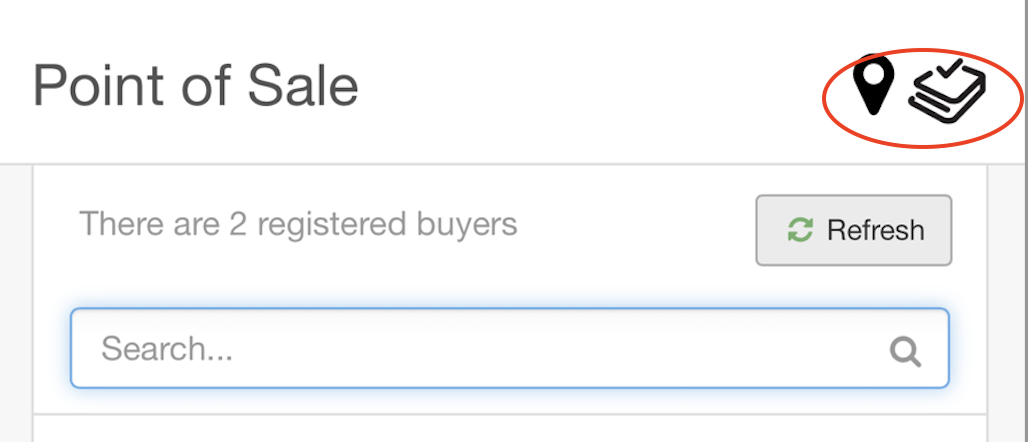 Point of Sale
There are 2 registered buyers
Refresh
Search...